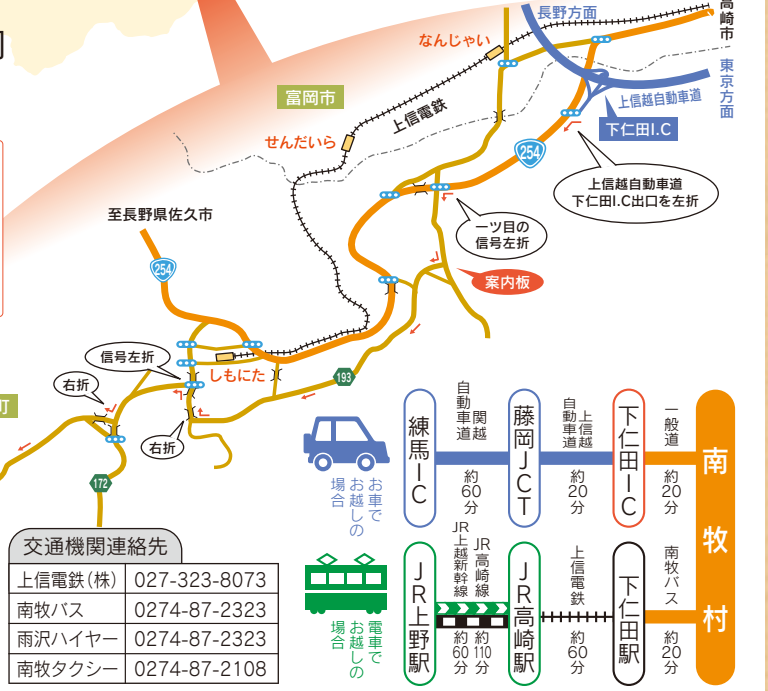 長野方面
高崎市
なんじゃい
東京方面
富岡市
上信越自動車道
上信電鉄
下仁田I.C
せんだいら
254
上信越自動車道
下仁田I.C出口を左折
至長野県佐久市
一ツ目の
信号左折
254
案内板
信号左折
しもにた
193
右折
町
右折
172
お車で
お越しの
場合
練馬IC
関越
自動車道
約60分
藤岡JCT
上信越
自動車道
約20分
下仁田IC
一般道
約20分
南牧村
電車で
お越しの
場合
JR上野駅
JR高崎線
約110分
JR上越新幹線
約60分
JR高崎駅
上信電鉄
約60分
下仁田駅
南牧バス
約20分
交通機関連絡先
上信電鉄(株) 027-323-8073
南牧バス 0274-87-2323
雨沢ハイヤー 0274-87-2323
南牧タクシー 0274-87-2108